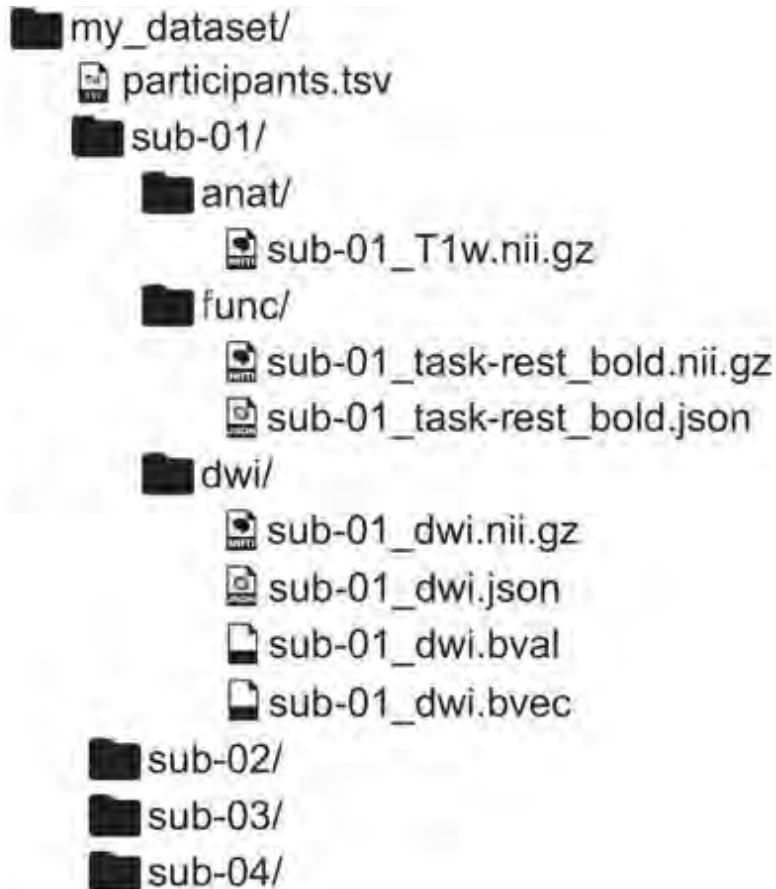 my_dataset/
participants.tsv
sub-01/
anat/
sub-01_T1w.nii.gz
func/
sub-01_task-rest_bold.nii.gz
sub-01_task-rest_bold.json
dwi/
sub-01_dwi.nii.gz
sub-01_dwi.json
sub-01_dwi.bval
sub-01_dwi.bvec
sub-02/
sub-03/
sub-04/